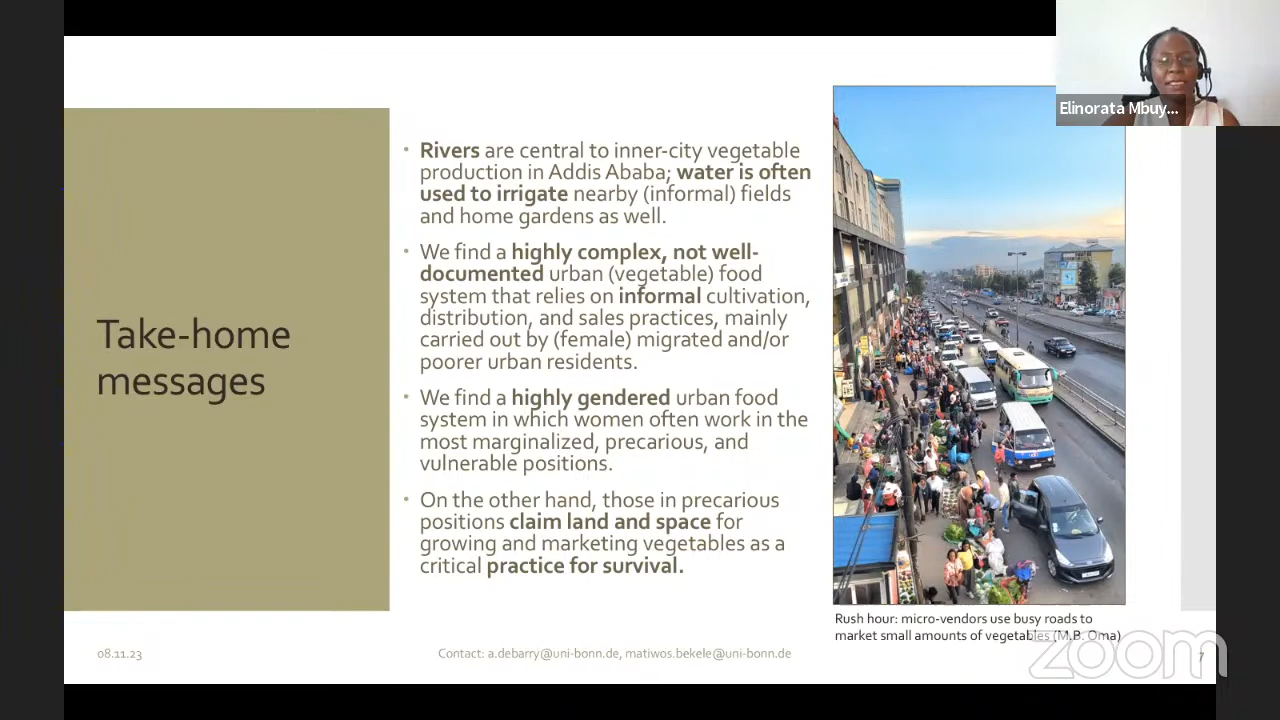 Elinorata Mbuy...
Take-home
messages
• Rivers are central to inner-city vegetable
production in Addis Ababa; water is often
used to irrigate nearby (informal) fields
and home gardens as well.
• We find a highly complex, not well-
documented urban (vegetable) food
system that relies on informal cultivation,
distribution, and sales practices, mainly
carried out by (female) migrated and/or
poorer urban residents.
• We find a highly gendered urban food
system in which women often work in the
most marginalized, precarious, and
vulnerable positions.
• On the other hand, those in precarious
positions claim land and space for
growing and marketing vegetables as a
critical practice for survival.
Rush hour: micro-vendors use busy roads to
market small amounts of vegetables (M.B. Oma)
08.11.23
Contact: a.debarry@uni-bonn.de, matiwos.bekele@uni-bonn.de
7
zoom